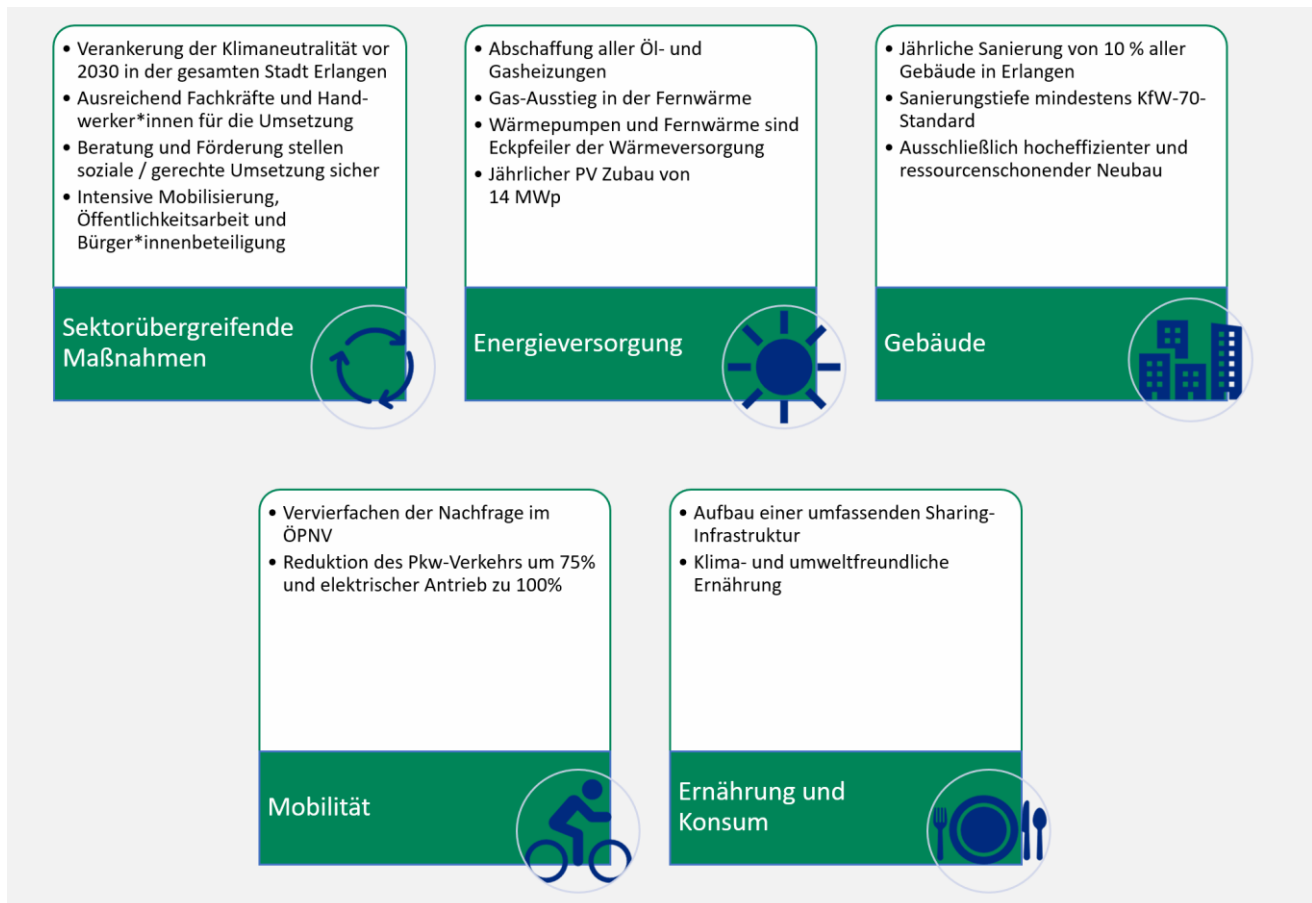 • Verankerung der Klimaneutralität vor
2030 in der gesamten Stadt Erlangen
• Ausreichend Fachkräfte und Hand-
werker*innen für die Umsetzung
• Beratung und Förderung stellen
soziale / gerechte Umsetzung sicher
• Intensive Mobilisierung,
Öffentlichkeitsarbeit und
Bürger*innenbeteiligung
Sektorübergreifende
Maßnahmen
• Abschaffung aller Öl- und
Gasheizungen
• Gas-Ausstieg in der Fernwärme
• Wärmepumpen und Fernwärme sind
Eckpfeiler der Wärmeversorgung
• Jährlicher PV Zubau von
14 MWp
Energieversorgung
• Jährliche Sanierung von 10 % aller
Gebäude in Erlangen
• Sanierungstiefe mindestens KfW-70-
Standard
• Ausschließlich hocheffizienter und
ressourcenschonender Neubau
Gebäude
• Vervierfachen der Nachfrage im
ÖPNV
• Reduktion des Pkw-Verkehrs um 75%
und elektrischer Antrieb zu 100%
Mobilität
• Aufbau einer umfassenden Sharing-
Infrastruktur
• Klima- und umweltfreundliche
Ernährung
Ernährung und
Konsum